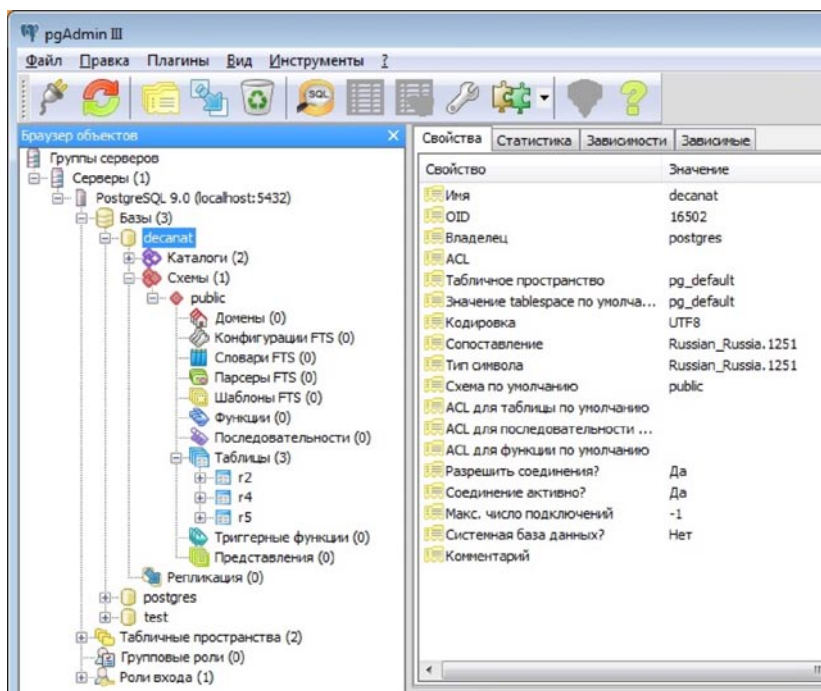 pgAdmin III
Файл Правка Плагины Вид Инструменты ?
SQL
Браузер объектов
Группы серверов
Серверы (1)
PostgreSQL 9.0 (localhost:5432)
Базы (3)
decanat
Каталоги (2)
Схемы (1)
public
Домены (0)
Конфигурации FTS (0)
Словари FTS (0)
Парсеры FTS (0)
Шаблоны FTS (0)
Функции (0)
Последовательности (0)
Таблицы (3)
r2
r4
r5
Триггерные функции (0)
Представления (0)
Репликация (0)
postgres
test
Табличные пространства (2)
Групповые роли (0)
Роли входа (1)
Свойства Статистика Зависимости Зависимые
Свойство Значение
Имя decanat
OID 16502
Владелец postgres
ACL
Табличное пространство pg_default
Значение tablespace по умолча... pg_default
Кодировка UTF8
Сопоставление Russian_Russia.1251
Тип символа Russian_Russia.1251
Схема по умолчанию public
ACL для таблицы по умолчанию
ACL для последовательности ...
ACL для функции по умолчанию
Разрешить соединения? Да
Соединение активно? Да
Макс. число подключений -1
Системная база данных? Нет
Комментарий